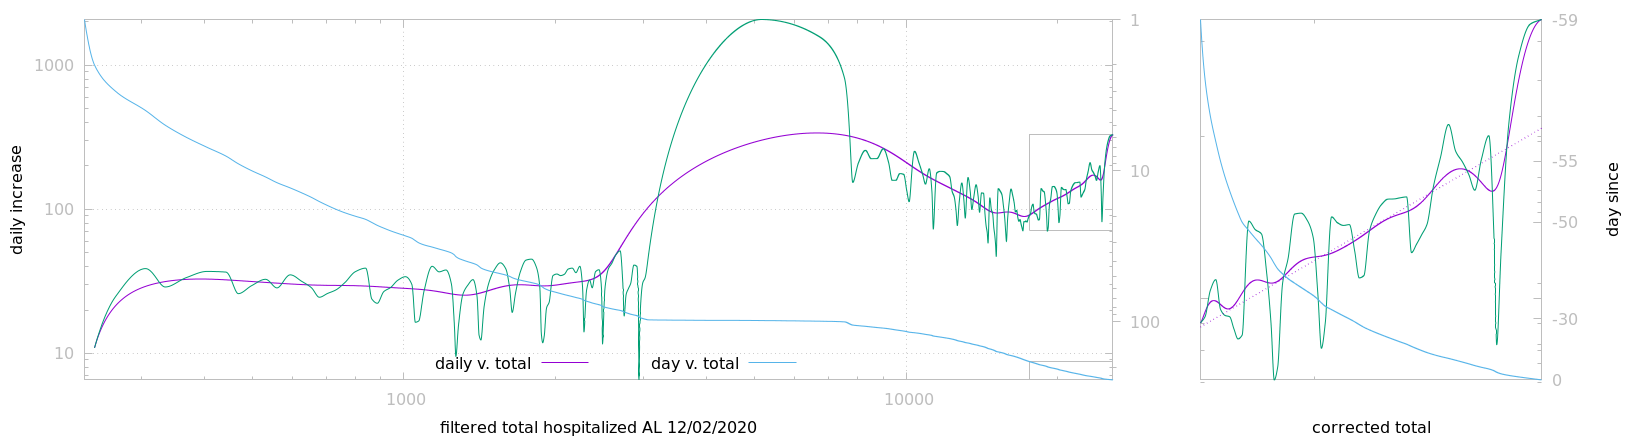 1000
100
10
daily increase
1000
10000
1
10
100
daily v. total
day v. total
filtered total hospitalized AL 12/02/2020
-59
-55
-50
-30
0
day since
corrected total